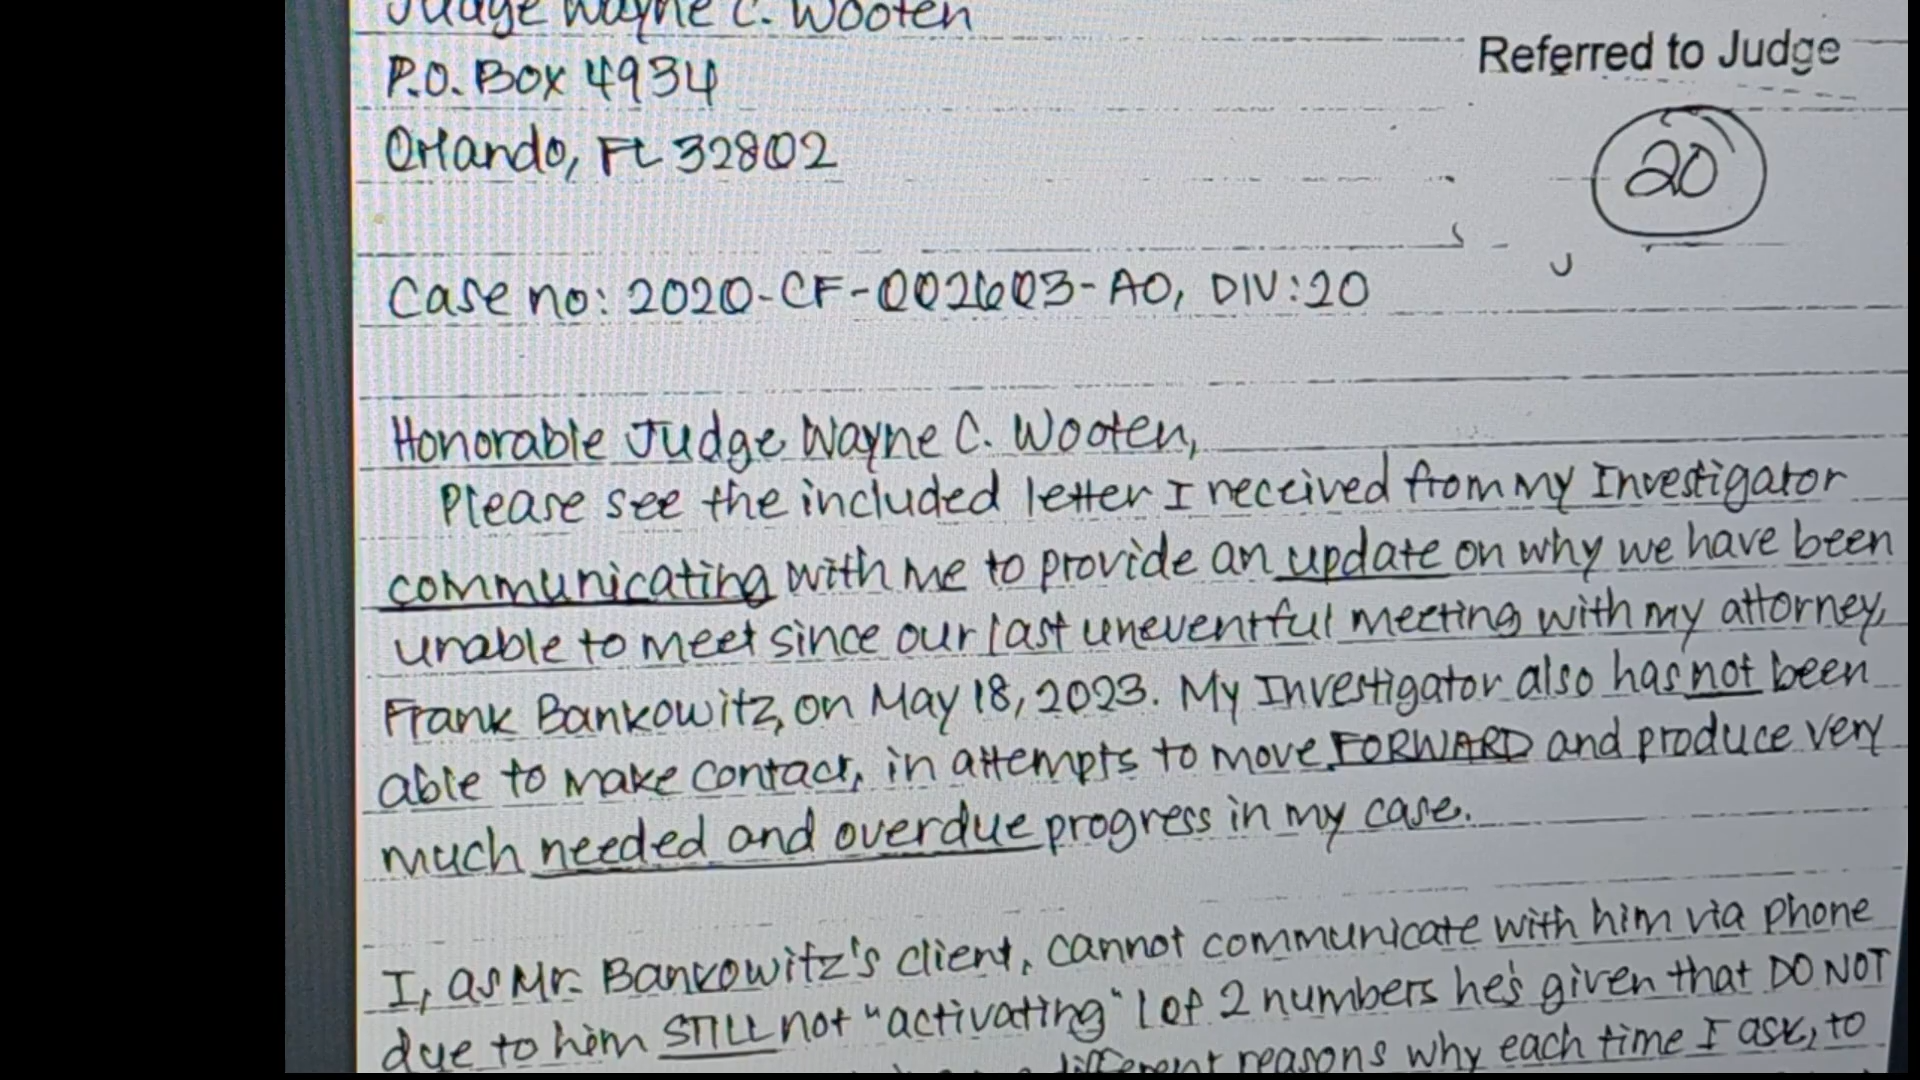 Judge Wayne C. Wooten
P.O. Box 4934
Orlando, FL 32802
Referred to Judge
20
Case no: 2020-CF-002603-AO, DIV:20
Honorable Judge Wayne C. Wooten,
Please see the included letter I received from my Investigator
communicating with me to provide an update on why we have been
unable to meet since our last uneventful meeting with my attorney,
Frank Bankowitz, on May 18, 2023. My Investigator also has not been
able to make contact, in attempts to move FORWARD and produce very
much needed and overdue progress in my case.
I, as Mr. Bankowitz's client, cannot communicate with him via phone
due to him STILL not "activating" 1 of 2 numbers he's given that DO NOT
different reasons why each time I ask, to